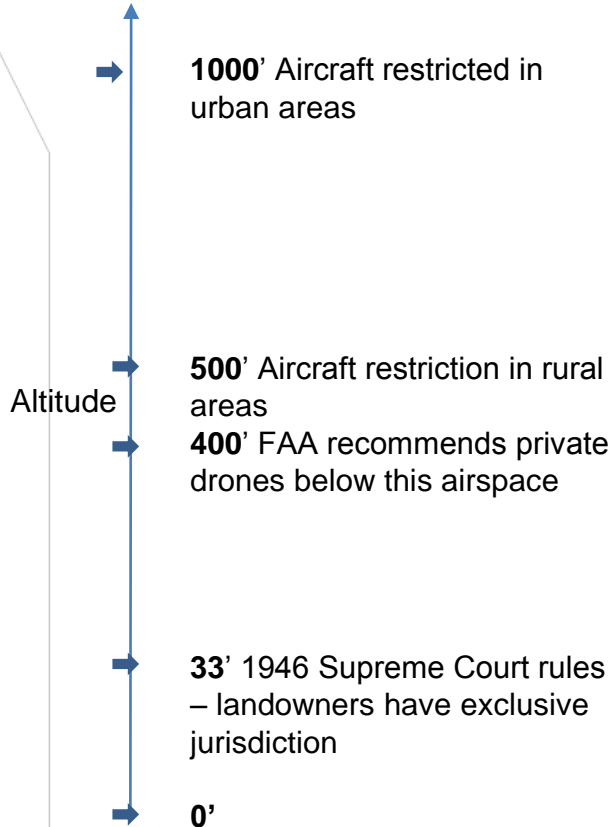 1000’ Aircraft restricted in
urban areas
500’ Aircraft restriction in rural
Altitude
areas
400’ FAA recommends private
drones below this airspace
33’ 1946 Supreme Court rules
– landowners have exclusive
jurisdiction
0’